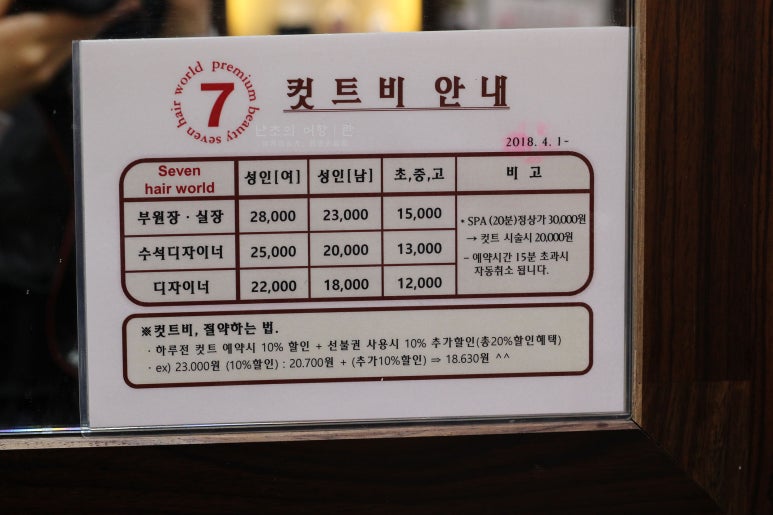 seven hair world premium beauty
7
컷트비 안내
난초의 어항 | 란
2018. 4. 1-
Seven hair world 성인[여] 성인[남] 초,중,고 비 고
부원장 · 실장 28,000 23,000 15,000
수석디자이너 25,000 20,000 13,000
디자이너 22,000 18,000 12,000
* SPA (20분)정상가 30,000원
→ 컷트 시술시 20,000원
- 예약시간 15분 초과시
자동취소 됩니다.
※컷트비, 절약하는 법.
· 하루전 컷트 예약시 10% 할인 + 선불권 사용시 10% 추가할인(총20%할인혜택)
· ex) 23.000원 (10%할인) : 20.700원 + (추가10%할인) ⇒ 18.630원 ^^